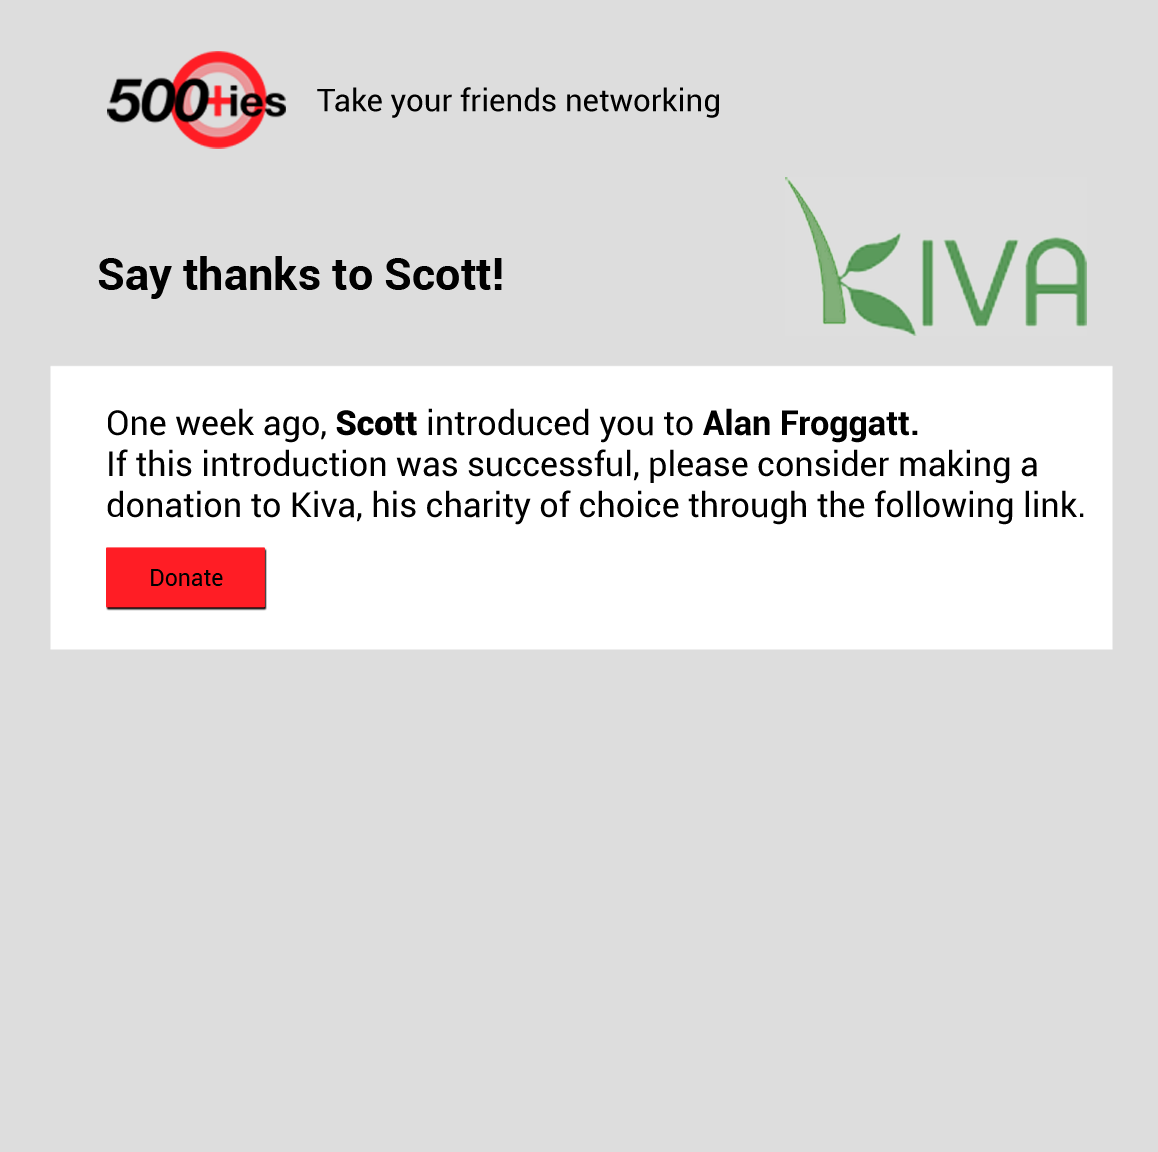 500+ies
Take your friends networking
KIVA
Say thanks to Scott!
One week ago, Scott introduced you to Alan Froggatt.
If this introduction was successful, please consider making a
donation to Kiva, his charity of choice through the following link.
Donate